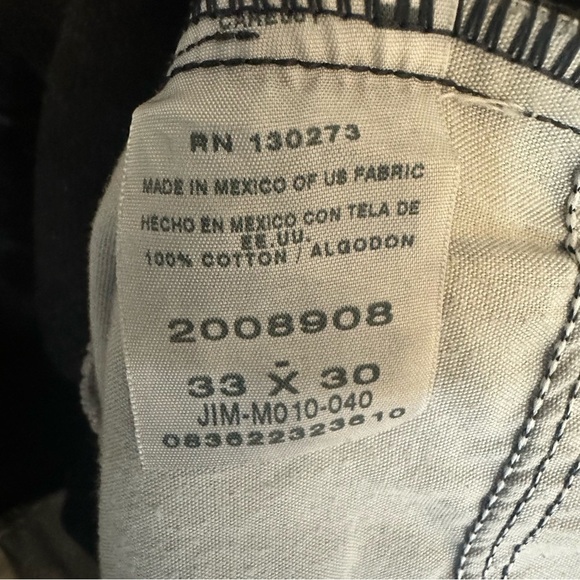 RN 130273
MADE IN MEXICO OF US FABRIC
HECHO EN MEXICO CON TELA DE
EE.UU.
100% COTTON / ALGODON
2008908
33 X 30
JIM-M010-040
083622323610